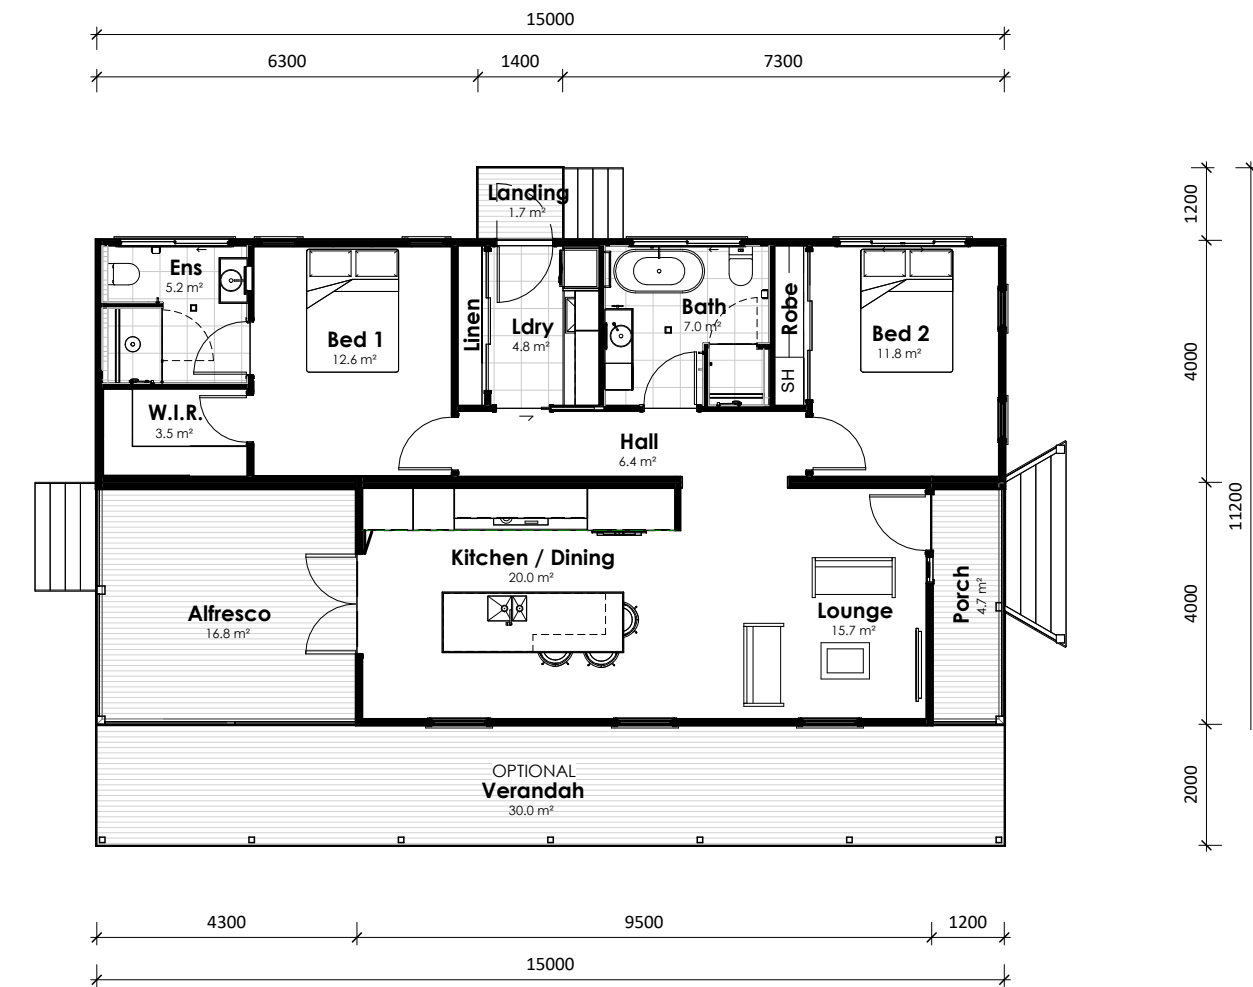 15000
6300
1400
7300
Landing
1.7 m²
1200
Ens
5.2 m²
Bed 1
12.6 m²
Linen
Ldry
4.8 m²
Bath
7.0 m²
Robe
SH
Bed 2
11.8 m²
4000
W.I.R.
3.5 m²
Hall
6.4 m²
11200
Kitchen / Dining
20.0 m²
Alfresco
16.8 m²
Lounge
15.7 m²
Porch
4.7 m²
4000
OPTIONAL
Verandah
30.0 m²
2000
4300
9500
1200
15000